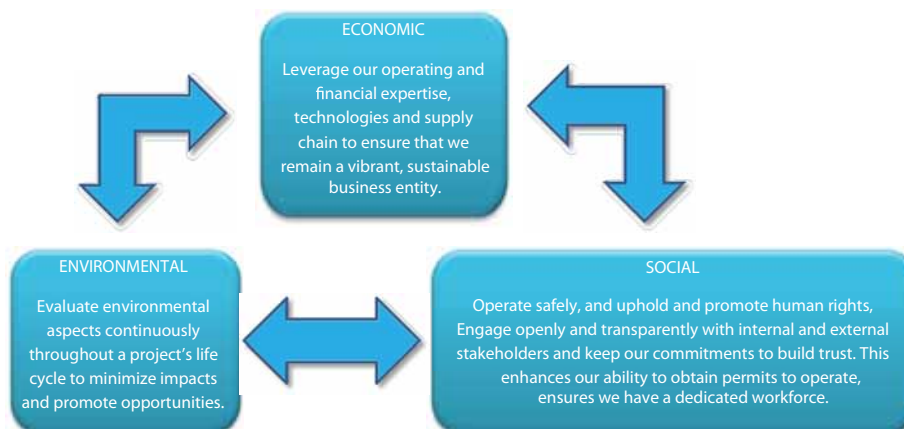 ECONOMIC
Leverage our operating and
financial expertise,
technologies and supply
chain to ensure that we
remain a vibrant, sustainable
business entity.
ENVIRONMENTAL
Evaluate environmental
aspects continuously
throughout a project's life
cycle to minimize impacts
and promote opportunities.
SOCIAL
Operate safely, and uphold and promote human rights,
Engage openly and transparently with internal and external
stakeholders and keep our commitments to build trust. This
enhances our ability to obtain permits to operate,
ensures we have a dedicated workforce.